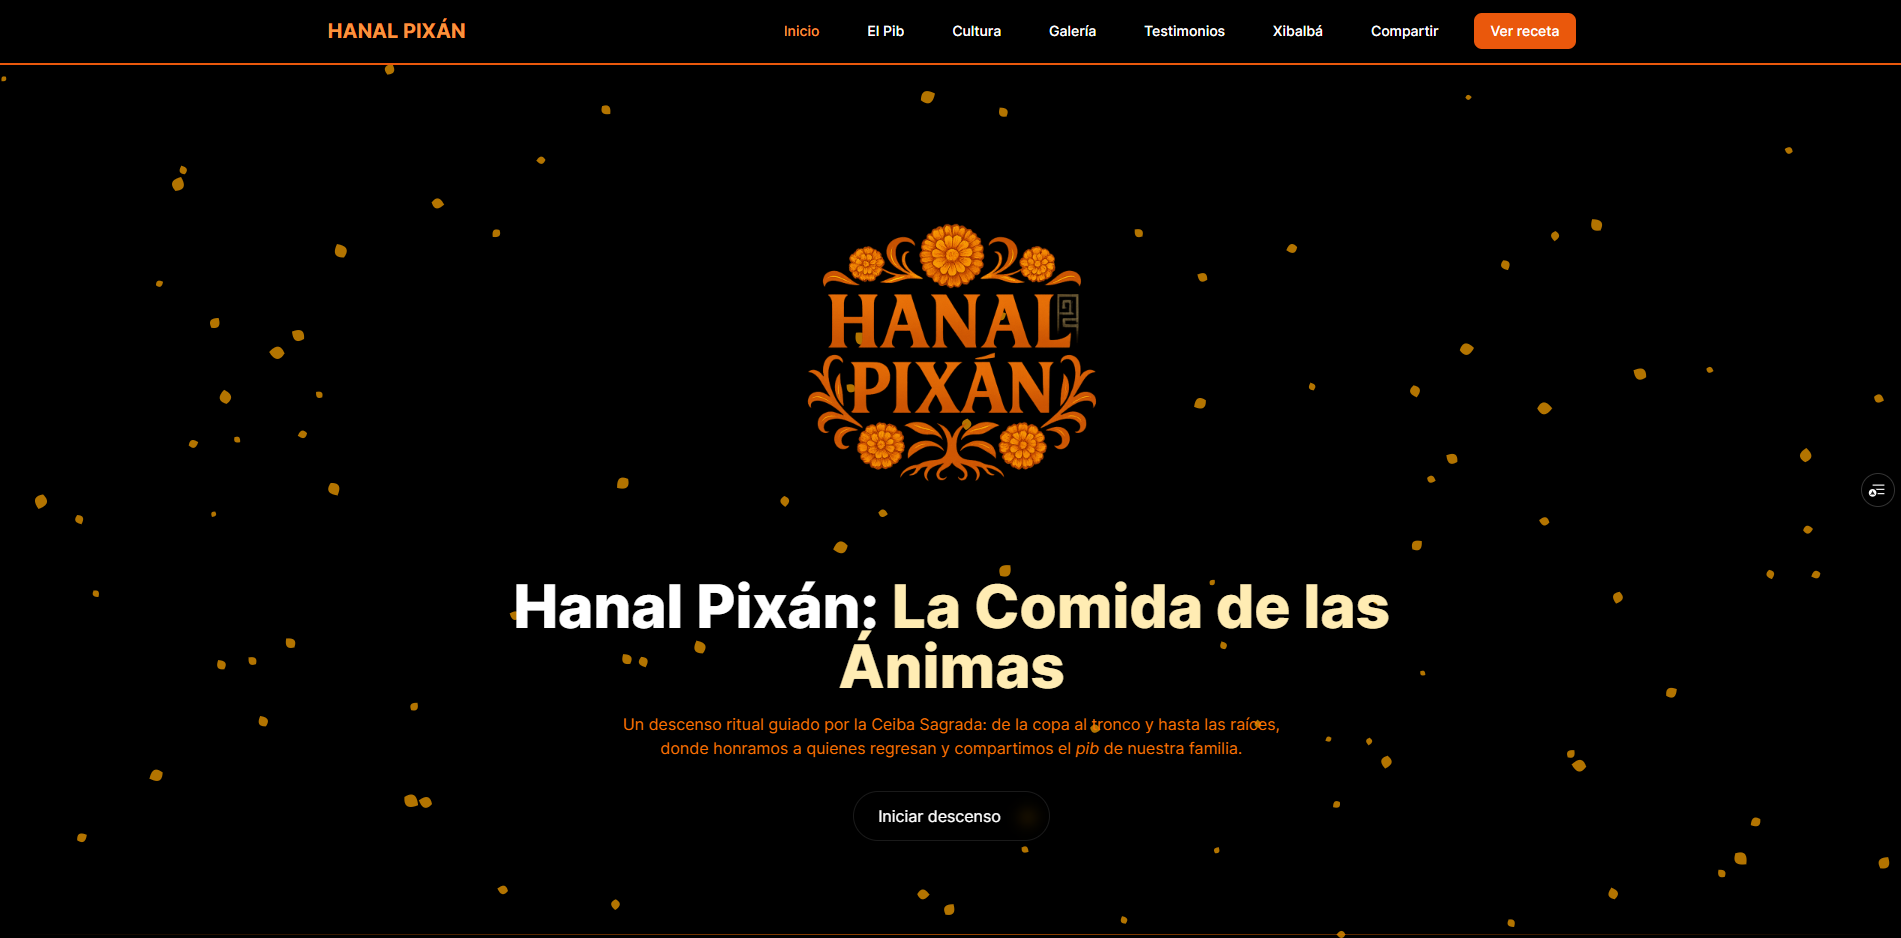 HANAL PIXÁN
Inicio El Pib Cultura Galería Testimonios Xibalbá Compartir Ver receta
HANAL
PIXÁN
Hanal Pixán: La Comida de las
Ánimas
Un descenso ritual guiado por la Ceiba Sagrada: de la copa al tronco y hasta las raíces,
donde honramos a quienes regresan y compartimos el pib de nuestra familia.
Iniciar descenso